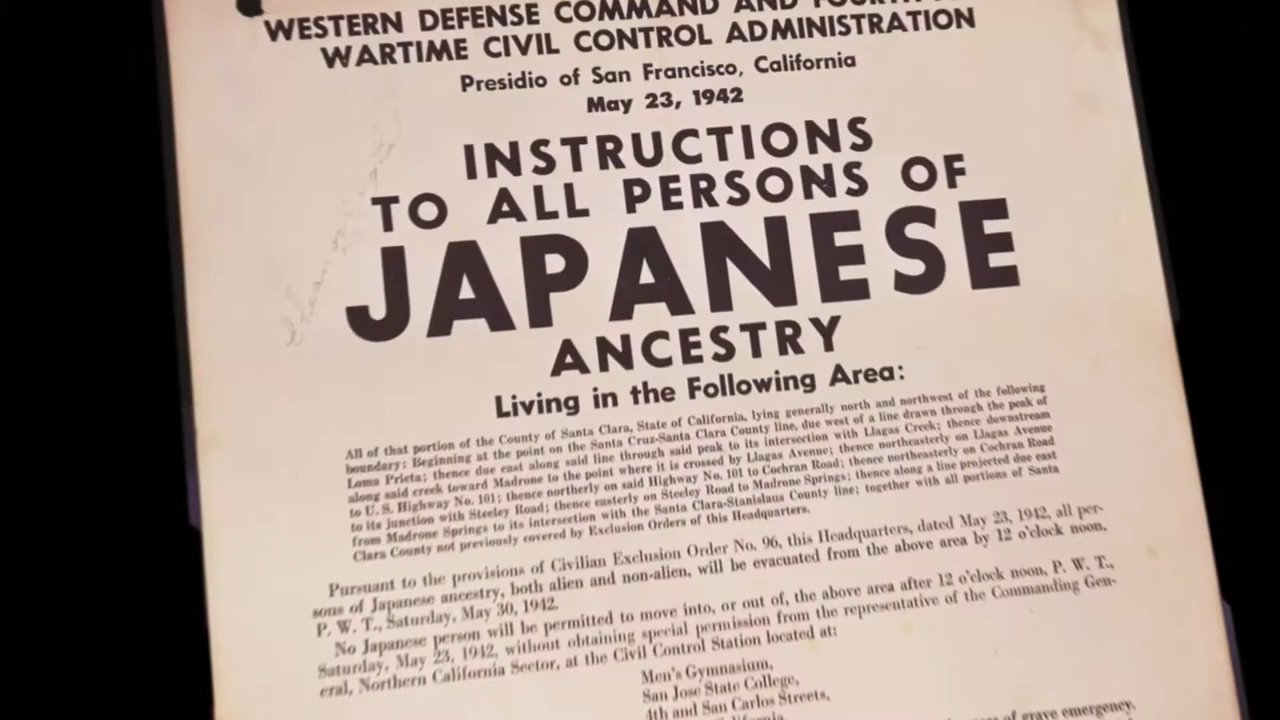 WESTERN DEFENSE COMMAND AND
WARTIME CIVIL CONTROL ADMINISTRATION
Presidio of San Francisco, California
May 23, 1942
INSTRUCTIONS
TO ALL PERSONS OF
JAPANESE
ANCESTRY
Living in the Following Area:
All of that portion of the County of Santa Clara, State of California, lying generally north and northwest of the following
boundary: Beginning at the point on the Santa Cruz-Santa Clara County line, due west of a line drawn through the peak of
Loma Prieta; thence due east along said line through said peak to its intersection with Llagas Creek; thence downstream
along said creek toward Madrone to the point where it is crossed by Llagas Avenue; thence northeasterly on Llagas Avenue
to U. S. Highway No. 101; thence northerly on said Highway No. 101 to Cochran Road; thence northeasterly on Cochran Road
to its junction with Steeley Road; thence easterly on Steeley Road to Madrone Springs; thence along a line projected due east
from Madrone Springs to its intersection with the Santa Clara-Stanislaus County line; together with all portions of Santa
Clara County not previously covered by Exclusion Orders of this Headquarters.
Pursuant to the provisions of Civilian Exclusion Order No. 96, this Headquarters, dated May 23, 1942, all per-
sons of Japanese ancestry, both alien and non-alien, will be evacuated from the above area by 12 o'clock noon,
P. W. T., Saturday, May 30, 1942.
No Japanese person will be permitted to move into, or out of, the above area after 12 o'clock noon, P. W. T.,
Saturday, May 23, 1942, without obtaining special permission from the representative of the Commanding Gen-
eral, Northern California Sector, at the Civil Control Station located at:
Men's Gymnasium,
San Jose State College,
4th and San Carlos Streets,
of grave emergency.